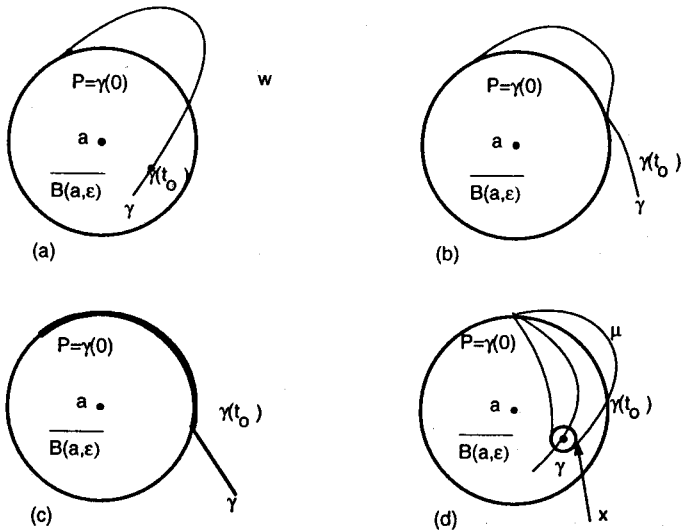 P=γ(0)
w
a
γ(t₀)
B(a,ε)
γ
(a)
P=γ(0)
a
γ(t₀)
B(a,ε)
γ
(b)
P=γ(0)
a
γ(t₀)
B(a,ε)
γ
(c)
μ
P=γ(0)
a
γ(t₀)
B(a,ε)
γ
x
(d)